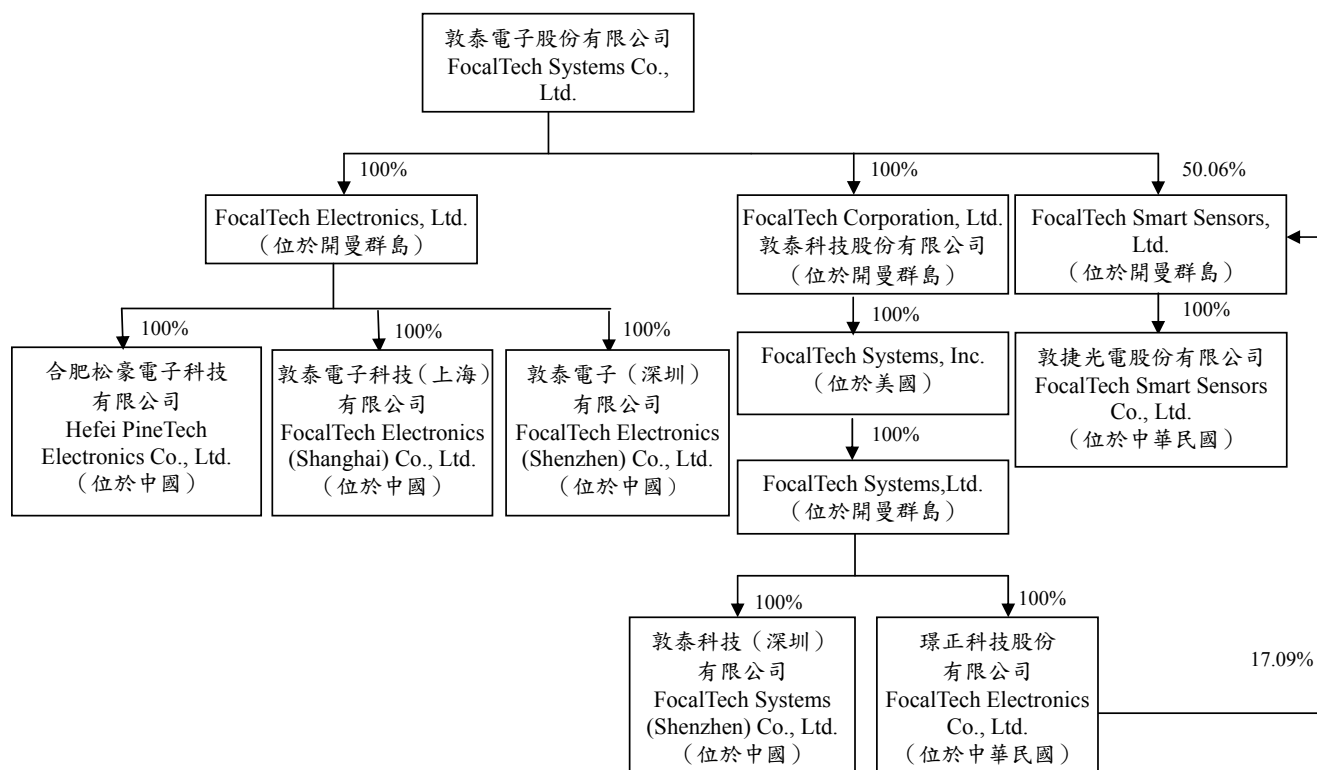 敦泰電子股份有限公司
FocalTech Systems Co.,
Ltd.
100%
100%
50.06%
FocalTech Electronics, Ltd.
（位於開曼群島）
FocalTech Corporation, Ltd.
敦泰科技股份有限公司
（位於開曼群島）
FocalTech Smart Sensors,
Ltd.
（位於開曼群島）
100%
100%
100%
100%
100%
合肥松豪電子科技
有限公司
Hefei PineTech
Electronics Co., Ltd.
（位於中國）
敦泰電子科技（上海）
有限公司
FocalTech Electronics
(Shanghai) Co., Ltd.
（位於中國）
敦泰電子（深圳）
有限公司
FocalTech Electronics
(Shenzhen) Co., Ltd.
（位於中國）
FocalTech Systems, Inc.
（位於美國）
敦捷光電股份有限公司
FocalTech Smart Sensors
Co., Ltd.
（位於中華民國）
100%
FocalTech Systems,Ltd.
（位於開曼群島）
100%
100%
敦泰科技（深圳）
有限公司
FocalTech Systems
(Shenzhen) Co., Ltd.
（位於中國）
璟正科技股份
有限公司
FocalTech Electronics
Co., Ltd.
（位於中華民國）
17.09%